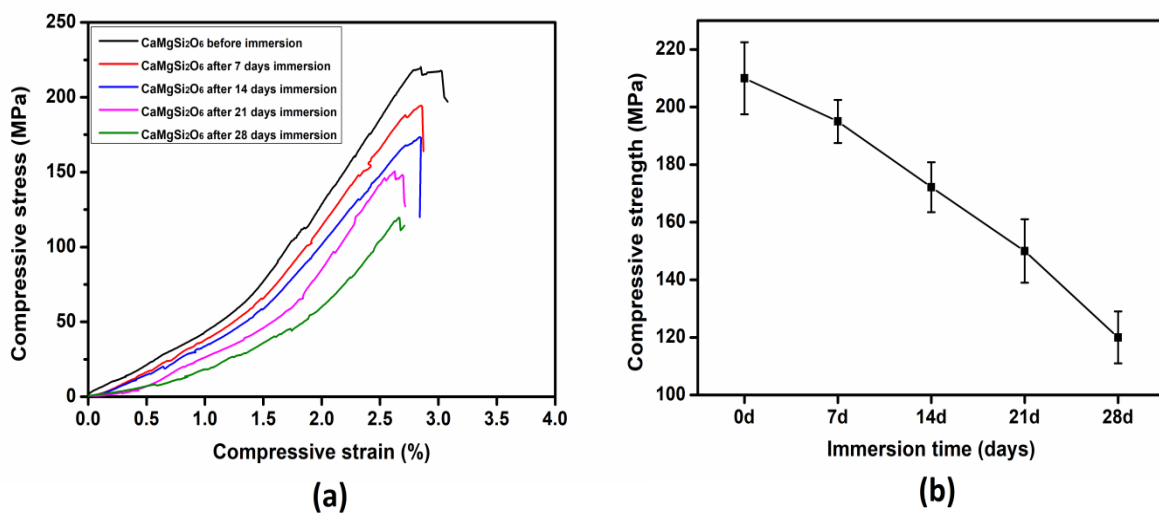 250
200
150
100
50
0
Compressive stress (MPa)
CaMgSi2O6 before immersion
CaMgSi2O6 after 7 days immersion
CaMgSi2O6 after 14 days immersion
CaMgSi2O6 after 21 days immersion
CaMgSi2O6 after 28 days immersion
0.0 0.5 1.0 1.5 2.0 2.5 3.0 3.5 4.0
Compressive strain (%)
(a)
220
200
180
160
140
120
100
Compressive strength (MPa)
0d 7d 14d 21d 28d
Immersion time (days)
(b)